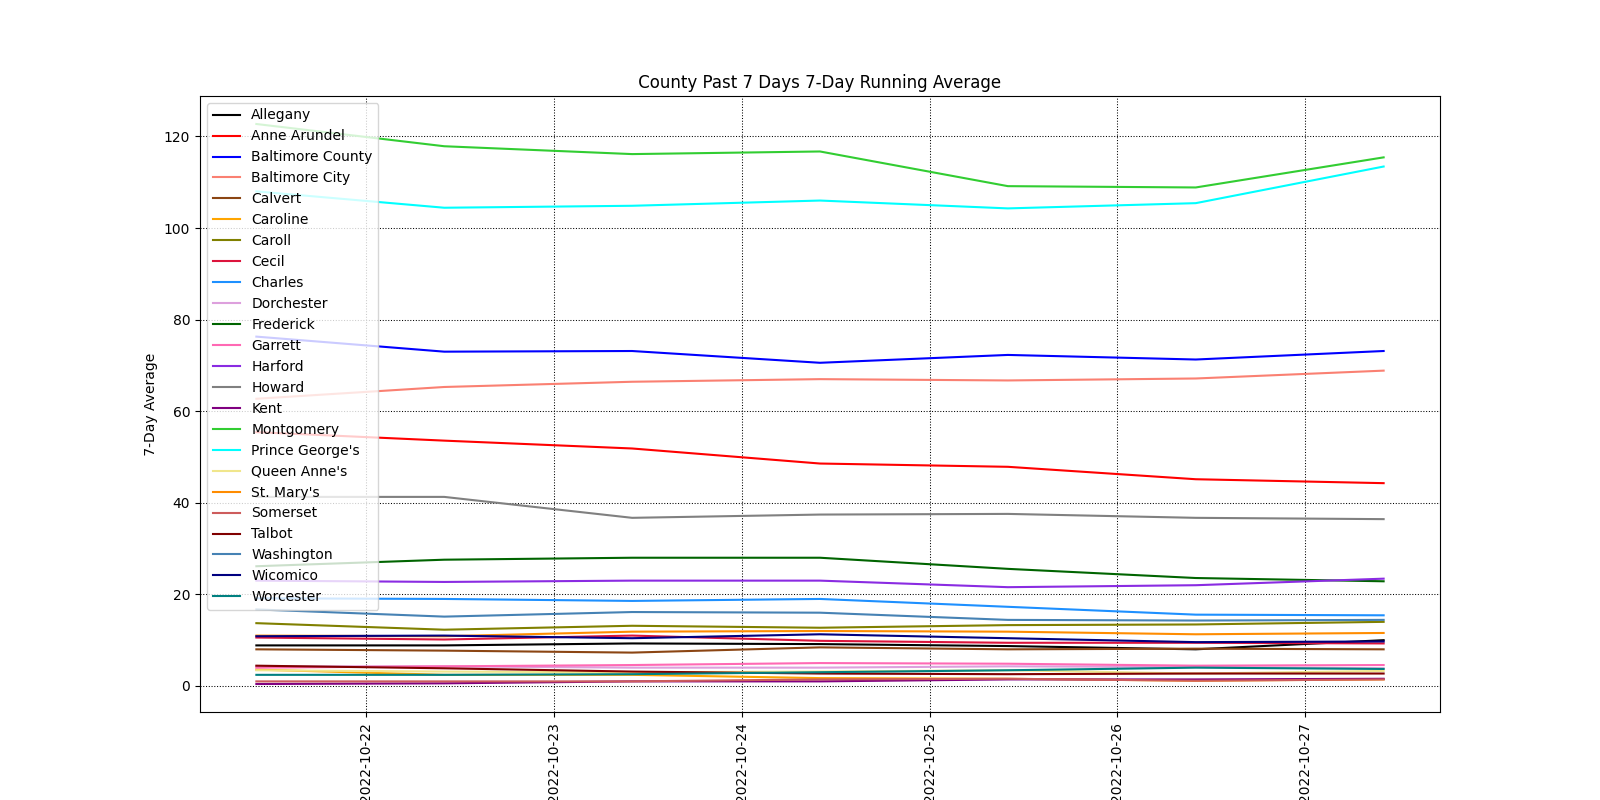 County Past 7 Days 7-Day Running Average
7-Day Average
120
100
80
60
40
20
0
Allegany
Anne Arundel
Baltimore County
Baltimore City
Calvert
Caroline
Caroll
Cecil
Charles
Dorchester
Frederick
Garrett
Harford
Howard
Kent
Montgomery
Prince George's
Queen Anne's
St. Mary's
Somerset
Talbot
Washington
Wicomico
Worcester
2022-10-22
2022-10-23
2022-10-24
2022-10-25
2022-10-26
2022-10-27